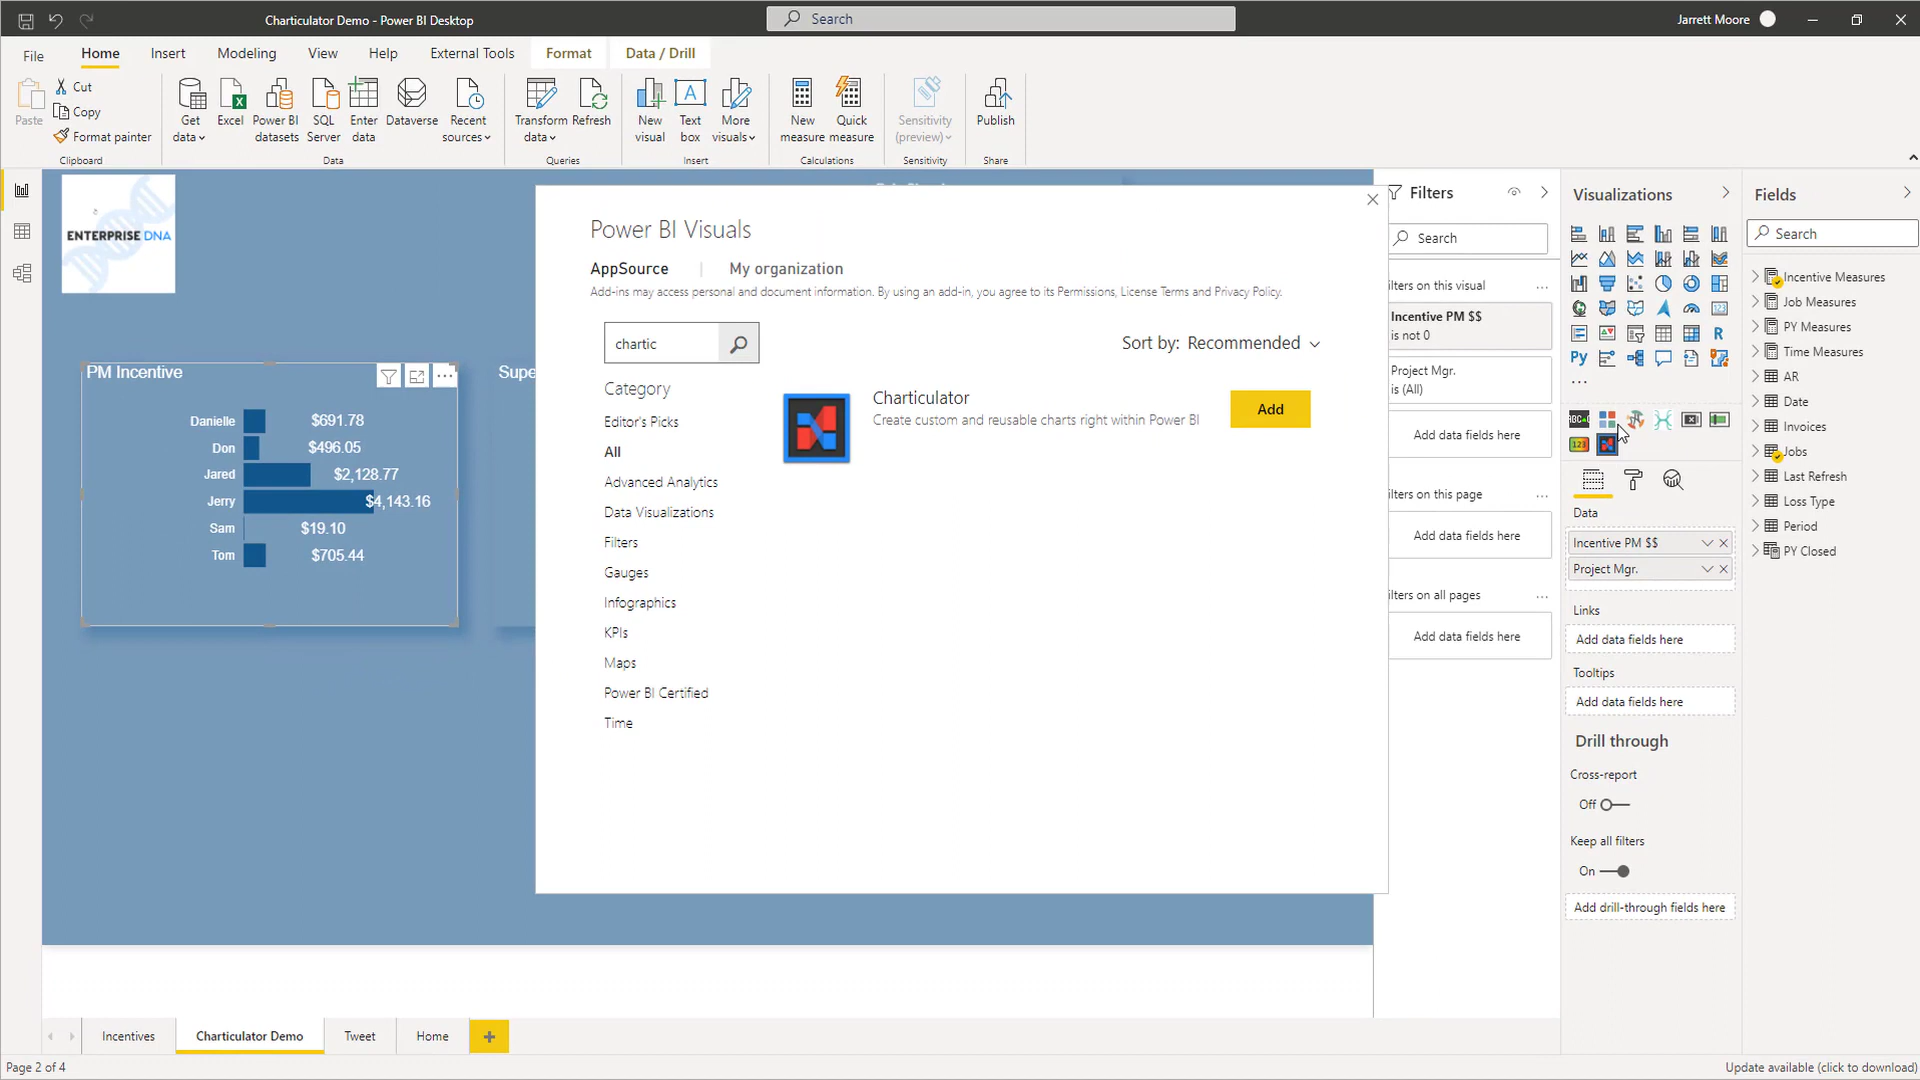 Charticulator Demo - Power BI Desktop
Search
Jarrett Moore
File
Home
Insert
Modeling
View
Help
External Tools
Format
Data / Drill
Paste
Cut
Copy
Format painter
Clipboard
Get data
Excel
Power BI datasets
SQL Server
Enter data
Dataverse
Recent sources
Data
Transform data
Refresh
Queries
New visual
Text box
More visuals
Insert
New measure
Quick measure
Calculations
Sensitivity (preview)
Sensitivity
Publish
Share
ENTERPRISE DNA
PM Incentive
Danielle $691.78
Don $496.05
Jared $2,128.77
Jerry $4,143.16
Sam $19.10
Tom $705.44
Supe
Power BI Visuals
AppSource | My organization
Add-ins may access personal and document information. By using an add-in, you agree to its Permissions, License Terms and Privacy Policy.
chartic
Sort by: Recommended
Category
Editor's Picks
All
Advanced Analytics
Data Visualizations
Filters
Gauges
Infographics
KPIs
Maps
Power BI Certified
Time
Charticulator
Create custom and reusable charts right within Power BI
Add
Filters
Search
ilters on this visual
Incentive PM $$
is not 0
Project Mgr.
is (All)
Add data fields here
ilters on this page
Add data fields here
ilters on all pages
Add data fields here
Visualizations
R
Py
123
ABC
123
Data
Incentive PM $$
Project Mgr.
Links
Add data fields here
Tooltips
Add data fields here
Drill through
Cross-report
Off
Keep all filters
On
Add drill-through fields here
Fields
Search
Incentive Measures
Job Measures
PY Measures
Time Measures
AR
Date
Invoices
Jobs
Last Refresh
Loss Type
Period
PY Closed
Incentives
Charticulator Demo
Tweet
Home
Page 2 of 4
Update available (click to download)